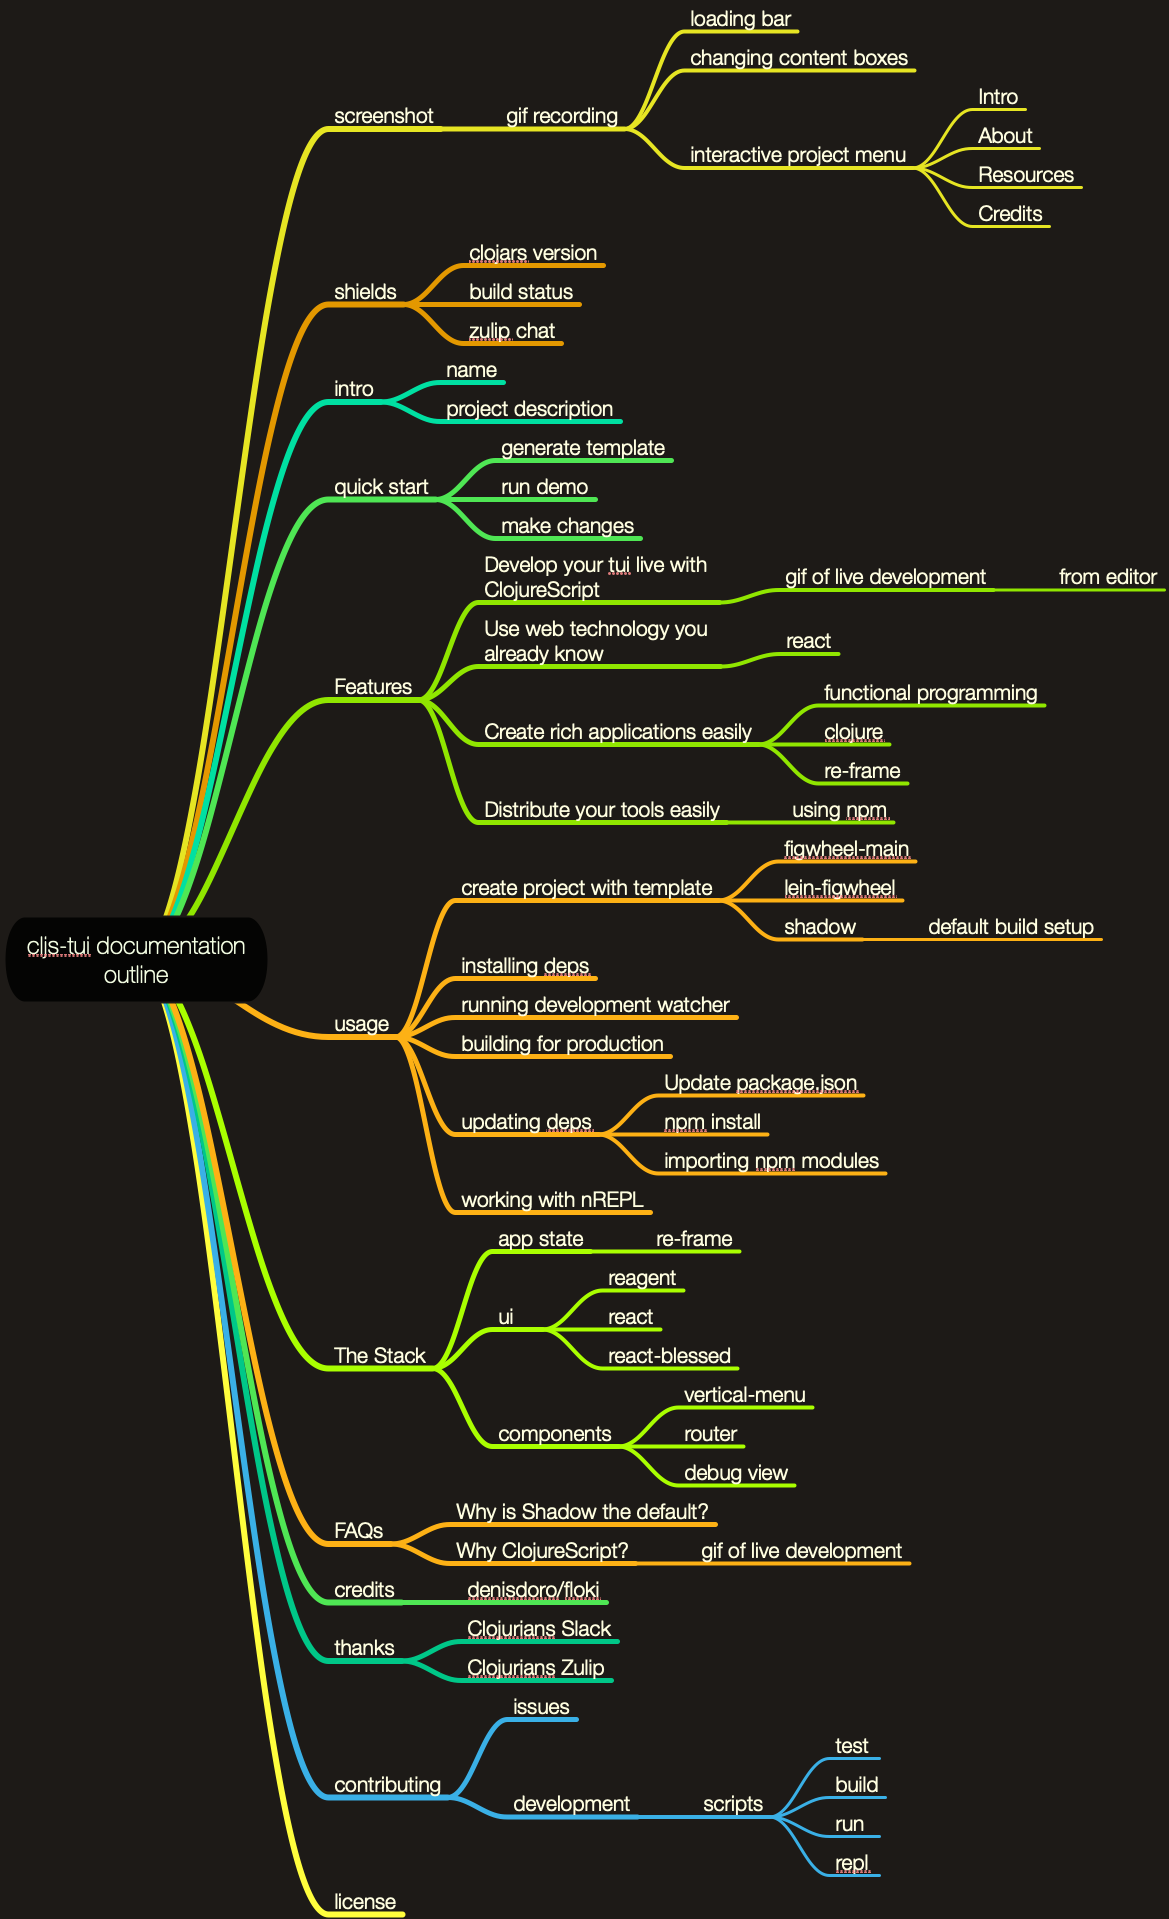 cljs-tui documentation
outline
screenshot
gif recording
loading bar
changing content boxes
interactive project menu
Intro
About
Resources
Credits
shields
clojars version
build status
zulip chat
intro
name
project description
quick start
generate template
run demo
make changes
Features
Develop your tui live with
ClojureScript
gif of live development
from editor
Use web technology you
already know
react
Create rich applications easily
functional programming
clojure
re-frame
Distribute your tools easily
using npm
usage
create project with template
figwheel-main
lein-figwheel
shadow
default build setup
installing deps
running development watcher
building for production
updating deps
Update package.json
npm install
importing npm modules
working with nREPL
The Stack
app state
re-frame
ui
reagent
react
react-blessed
components
vertical-menu
router
debug view
FAQs
Why is Shadow the default?
Why ClojureScript?
gif of live development
credits
denisdoro/floki
thanks
Clojurians Slack
Clojurians Zulip
contributing
issues
development
scripts
test
build
run
repl
license